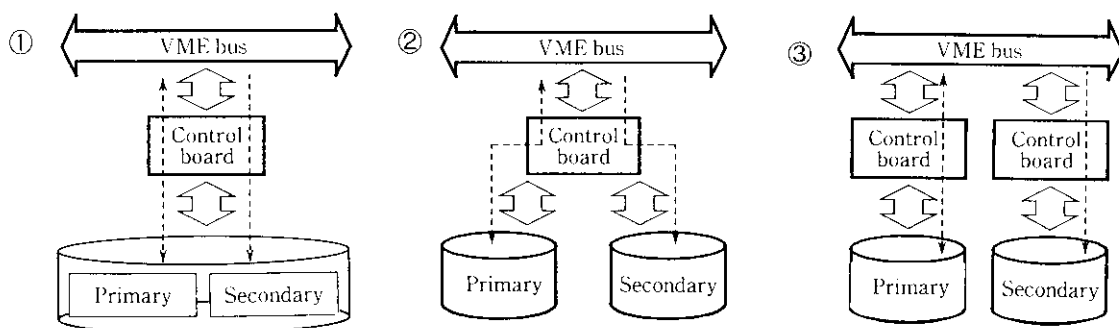 ①
VME bus
Control
board
Primary
Secondary
②
VME bus
Control
board
Primary
Secondary
③
VME bus
Control
board
Control
board
Primary
Secondary